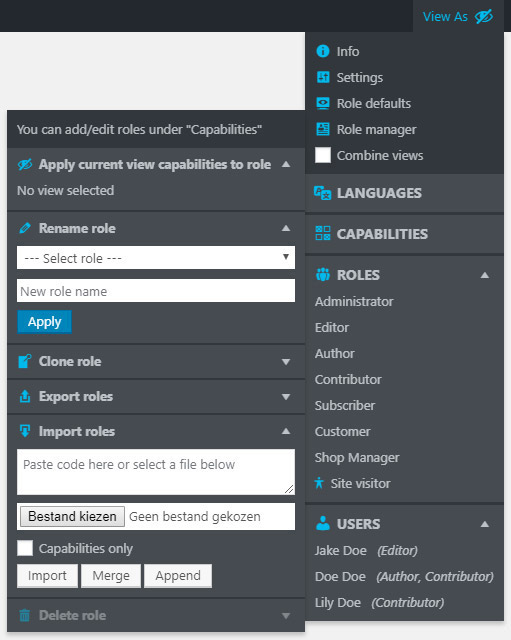 View As
Info
Settings
Role defaults
Role manager
Combine views
LANGUAGES
CAPABILITIES
ROLES
Administrator
Editor
Author
Contributor
Subscriber
Customer
Shop Manager
Site visitor
USERS
Jake Doe (Editor)
Doe Doe (Author, Contributor)
Lily Doe (Contributor)
You can add/edit roles under "Capabilities"
Apply current view capabilities to role
No view selected
Rename role
--- Select role ---
New role name
Apply
Clone role
Export roles
Import roles
Paste code here or select a file below
Bestand kiezen Geen bestand gekozen
Capabilities only
Import Merge Append
Delete role